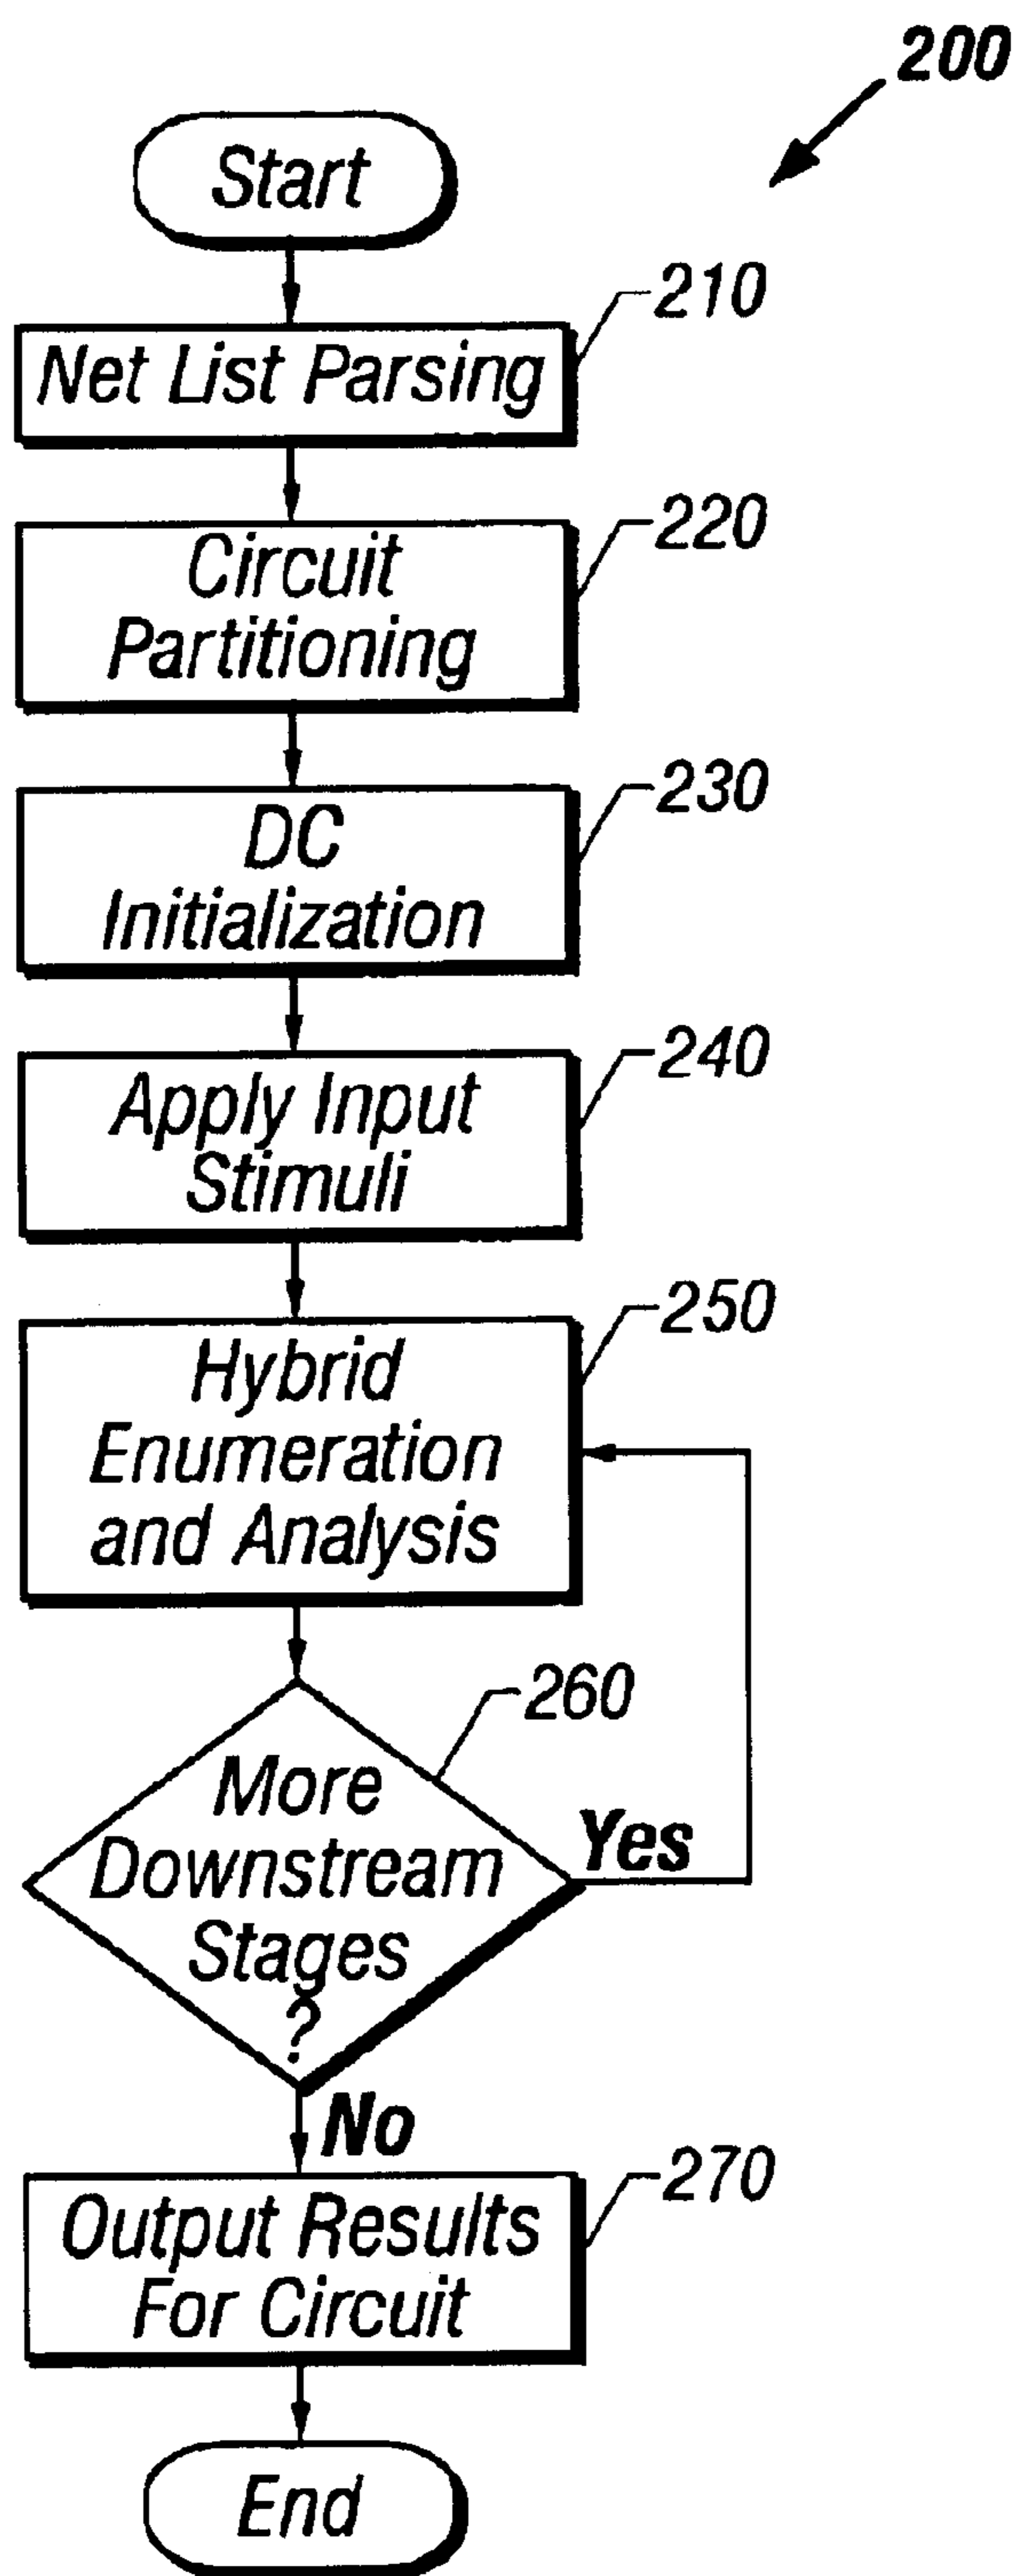 200
Start
210
Net List Parsing
220
Circuit
Partitioning
230
DC
Initialization
240
Apply Input
Stimuli
250
Hybrid
Enumeration
and Analysis
260
More
Downstream
Stages
?
Yes
No
270
Output Results
For Circuit
End